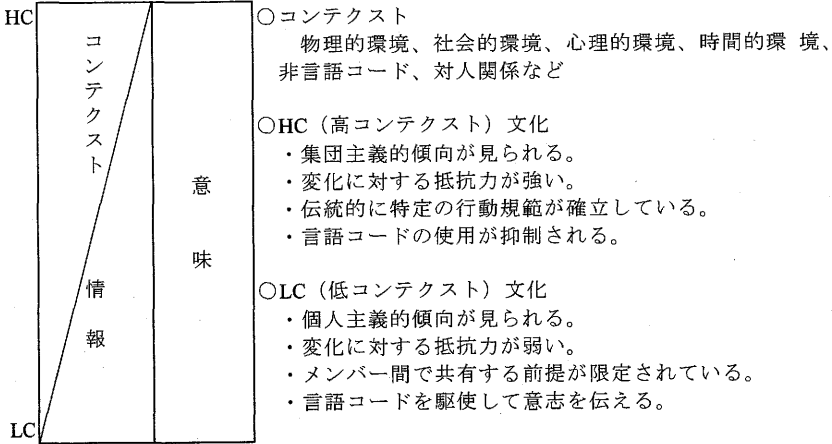 HC
コンテクスト
情報
意味
LC
○コンテクスト
物理的環境、社会的環境、心理的環境、時間的環 境、
非言語コード、対人関係など
○HC（高コンテクスト）文化
・集団主義的傾向が見られる。
・変化に対する抵抗力が強い。
・伝統的に特定の行動規範が確立している。
・言語コードの使用が抑制される。
○LC（低コンテクスト）文化
・個人主義的傾向が見られる。
・変化に対する抵抗力が弱い。
・メンバー間で共有する前提が限定されている。
・言語コードを駆使して意志を伝える。